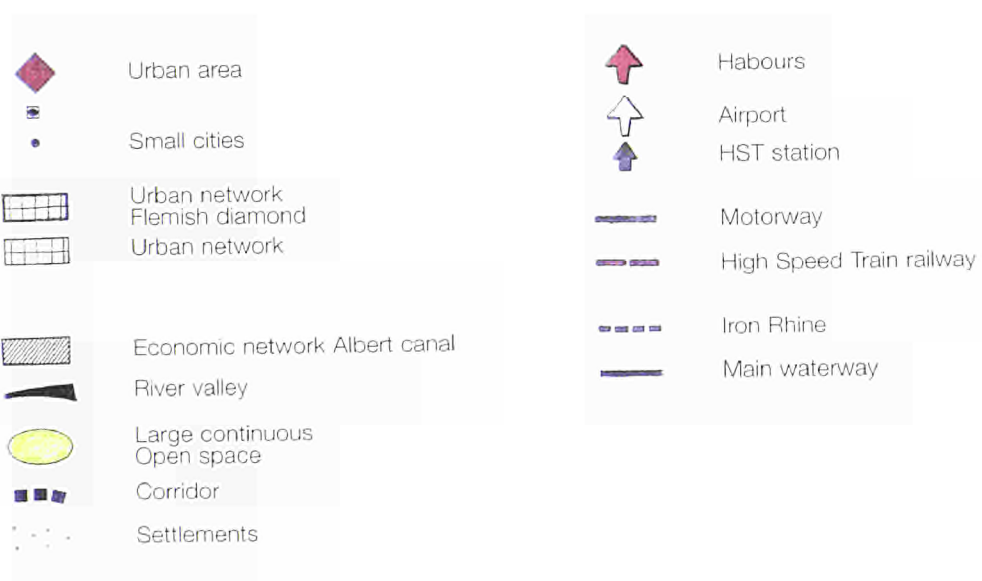 Urban area
Small cities
Urban network
Flemish diamond
Urban network
Economic network Albert canal
River valley
Large continuous
Open space
Corridor
Settlements
Habours
Airport
HST station
Motorway
High Speed Train railway
Iron Rhine
Main waterway